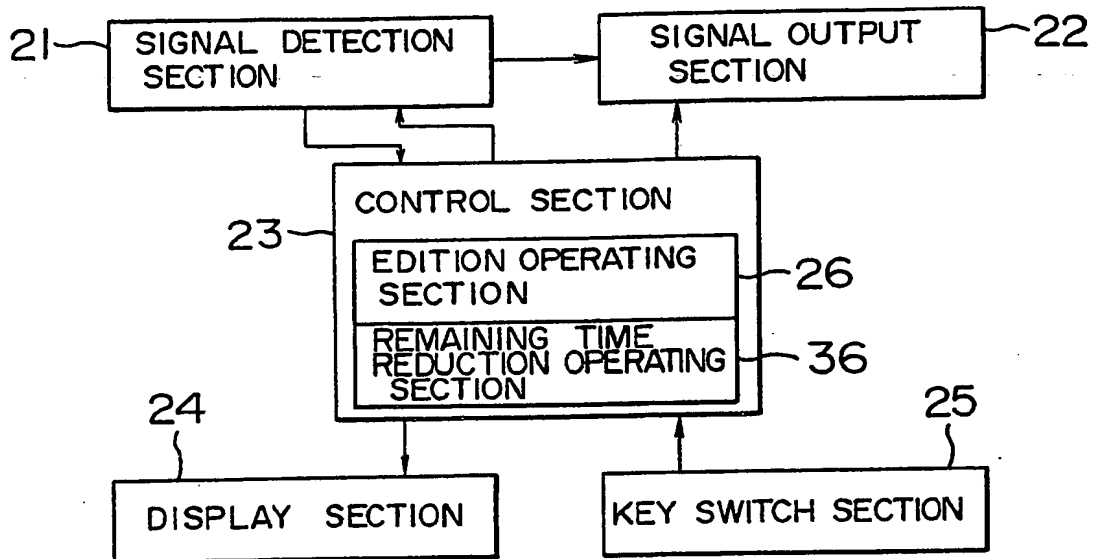 21
SIGNAL DETECTION
SECTION
SIGNAL OUTPUT
SECTION
22
23
CONTROL SECTION
EDITION OPERATING
SECTION
26
REMAINING TIME
REDUCTION OPERATING
SECTION
36
24
DISPLAY SECTION
25
KEY SWITCH SECTION